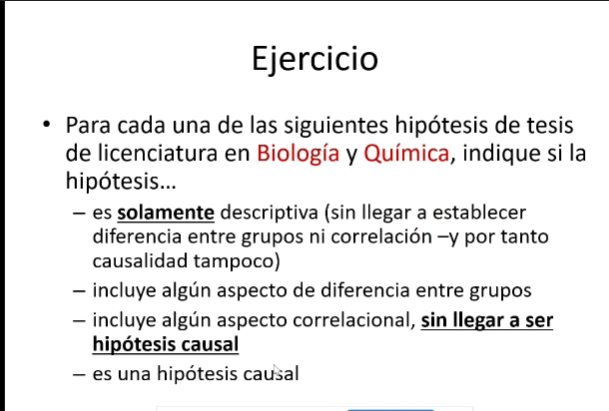 Ejercicio
• Para cada una de las siguientes hipótesis de tesis
de licenciatura en Biología y Química, indique si la
hipótesis...
– es solamente descriptiva (sin llegar a establecer
diferencia entre grupos ni correlación –y por tanto
causalidad tampoco)
– incluye algún aspecto de diferencia entre grupos
– incluye algún aspecto correlacional, sin llegar a ser
hipótesis causal
– es una hipótesis causal